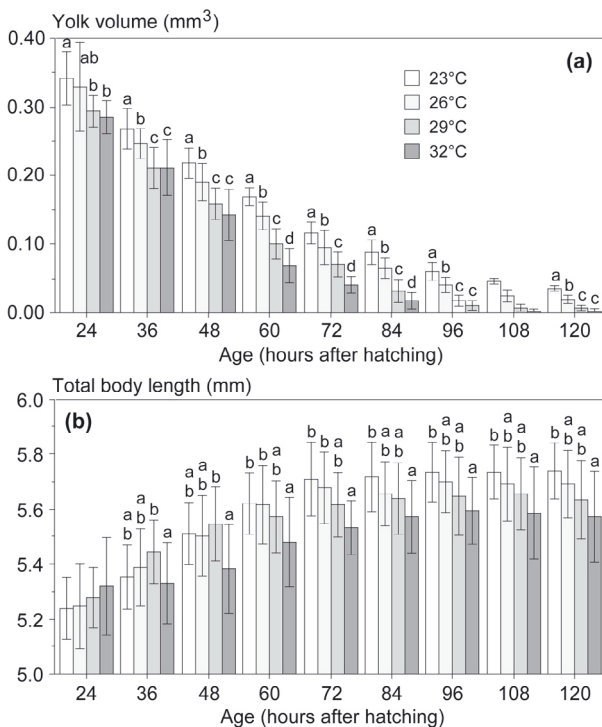 Yolk volume (mm³)
(a)
0.40
0.30
0.20
0.10
0.00
23°C
26°C
29°C
32°C
a ab b b
a b c c
a b c c
a b c d
a b c d
a b c d
a b c c
a b c c
24 36 48 60 72 84 96 108 120
Age (hours after hatching)
Total body length (mm)
(b)
6.0
5.8
5.6
5.4
5.2
5.0
a b a b b a
a b a b b a
b b a b a
b b a b a
b a b a b a
b a b a b a
b a b a b a
b a b a b a
24 36 48 60 72 84 96 108 120
Age (hours after hatching)